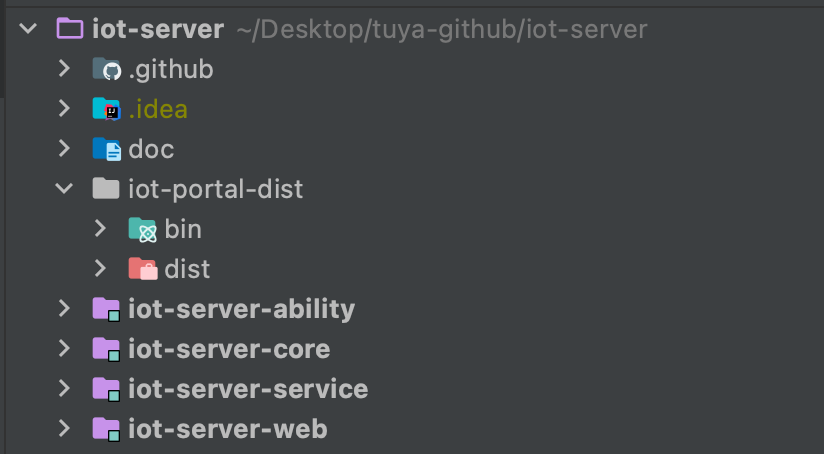 iot-server ~/Desktop/tuya-github/iot-server
.github
.idea
doc
iot-portal-dist
bin
dist
iot-server-ability
iot-server-core
iot-server-service
iot-server-web